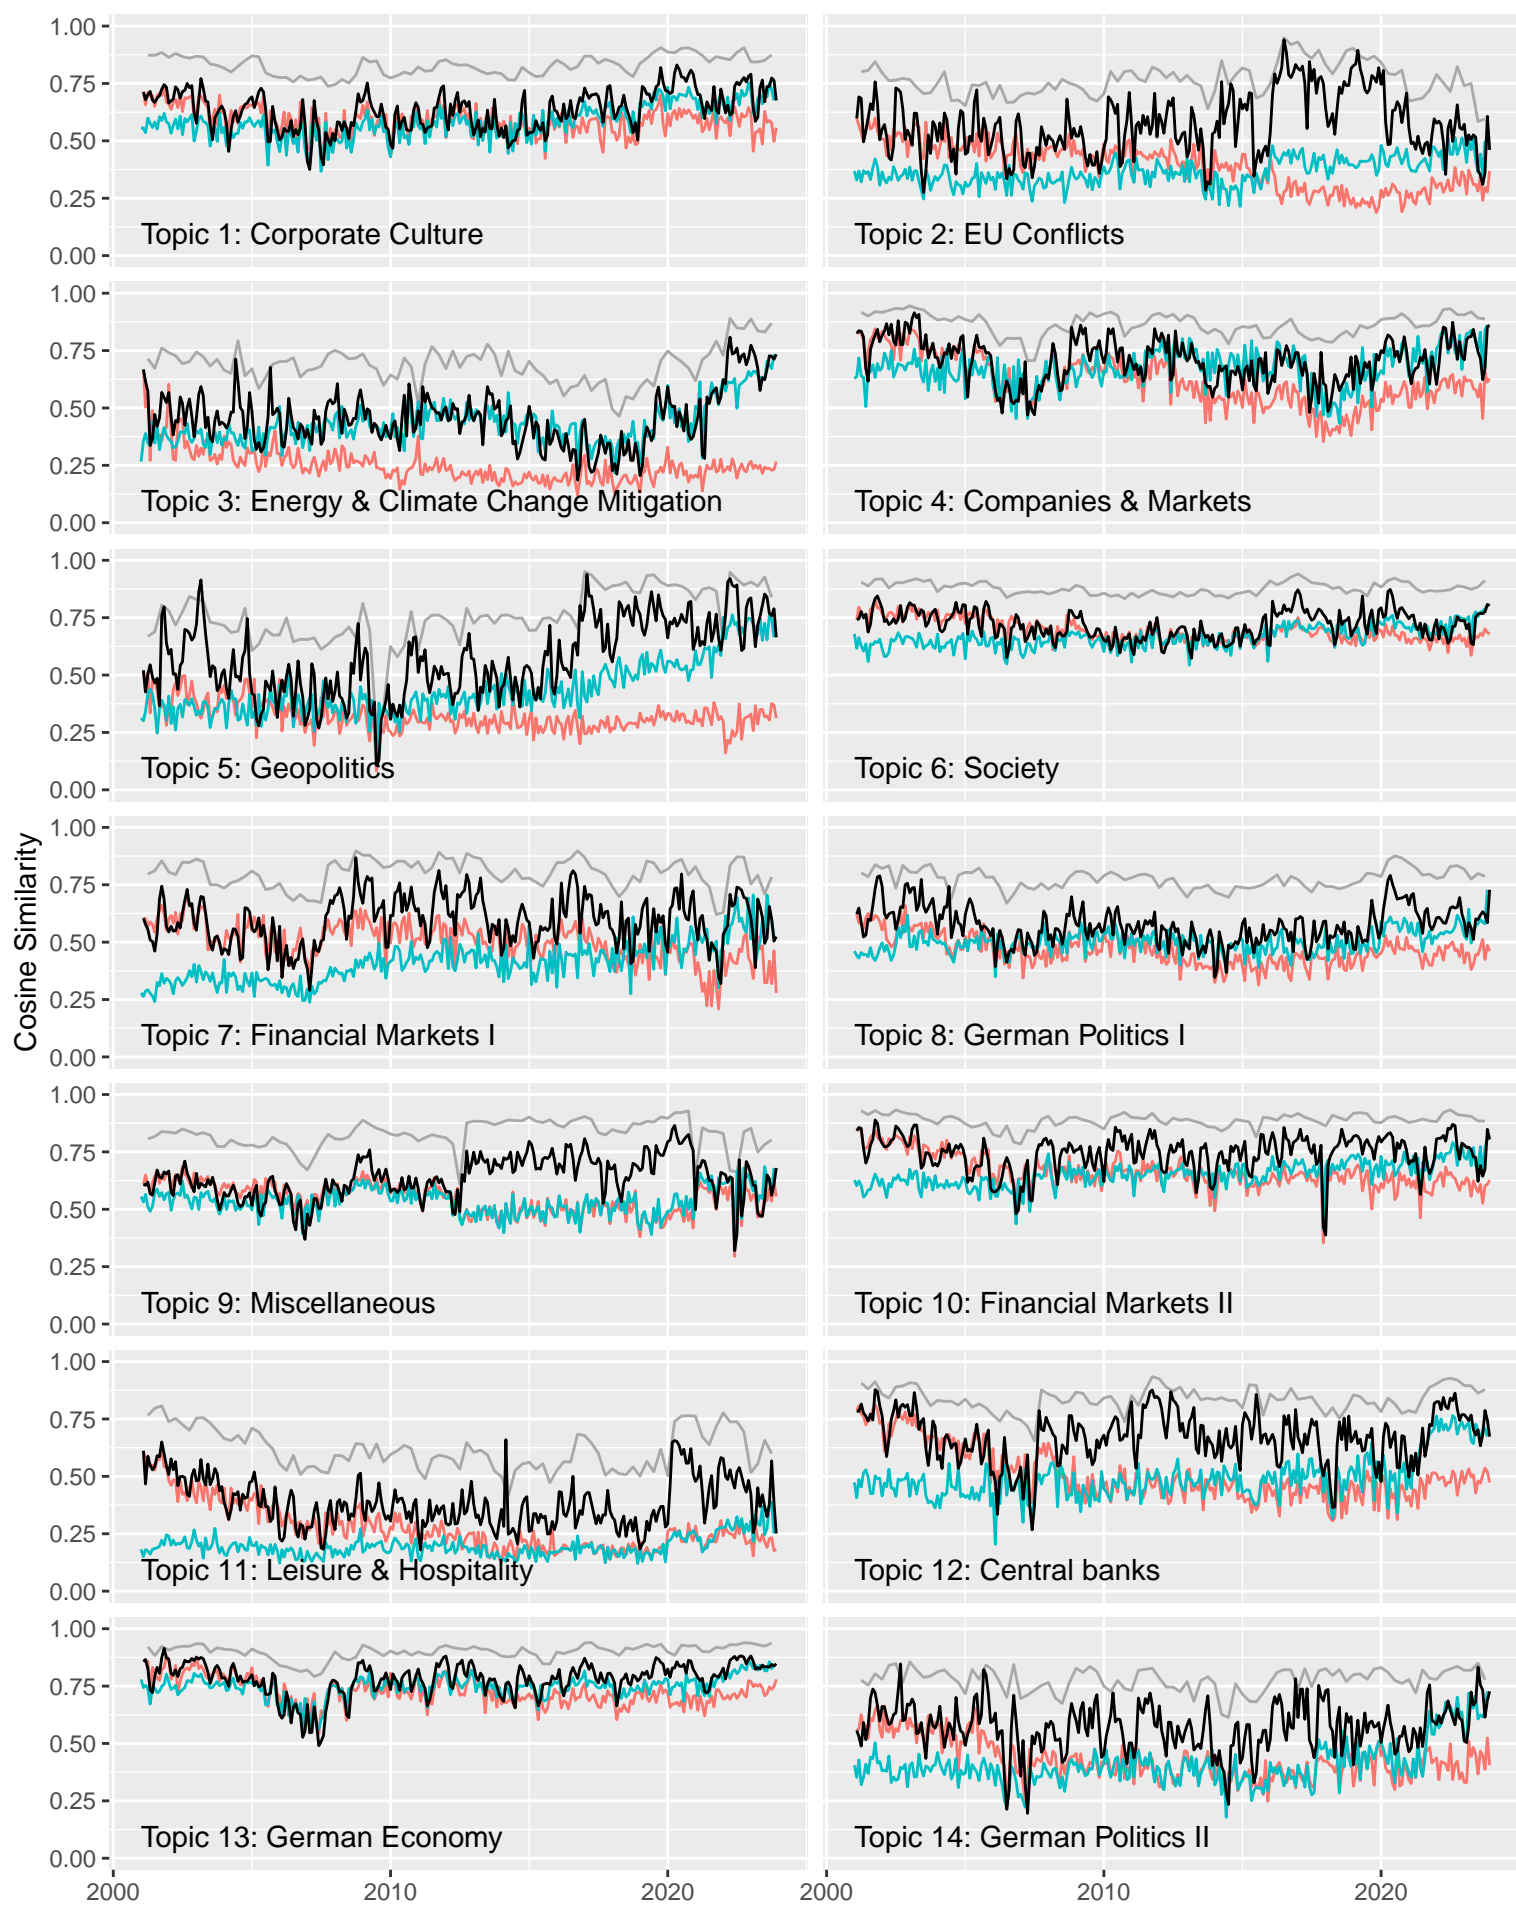 1.00
0.75
0.50
0.25
0.00
Topic 1: Corporate Culture
Topic 2: EU Conflicts
1.00
0.75
0.50
0.25
0.00
Topic 3: Energy & Climate Change Mitigation
Topic 4: Companies & Markets
1.00
0.75
0.50
0.25
0.00
Topic 5: Geopolitics
Topic 6: Society
Cosine Similarity
1.00
0.75
0.50
0.25
0.00
Topic 7: Financial Markets I
Topic 8: German Politics I
1.00
0.75
0.50
0.25
0.00
Topic 9: Miscellaneous
Topic 10: Financial Markets II
1.00
0.75
0.50
0.25
0.00
Topic 11: Leisure & Hospitality
Topic 12: Central banks
1.00
0.75
0.50
0.25
0.00
Topic 13: German Economy
Topic 14: German Politics II
2000 2010 2020 2000 2010 2020